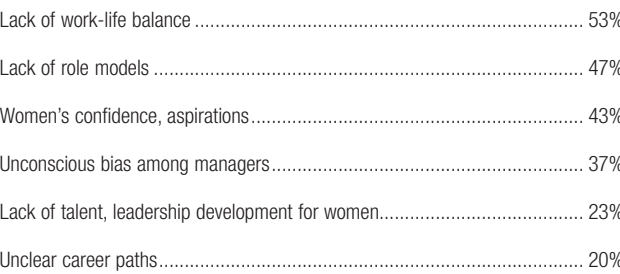 Lack of work-life balance ........................................................................ 53%
Lack of role models ................................................................................ 47%
Women’s confidence, aspirations ............................................................. 43%
Unconscious bias among managers ......................................................... 37%
Lack of talent, leadership development for women ..................................... 23%
Unclear career paths ............................................................................... 20%